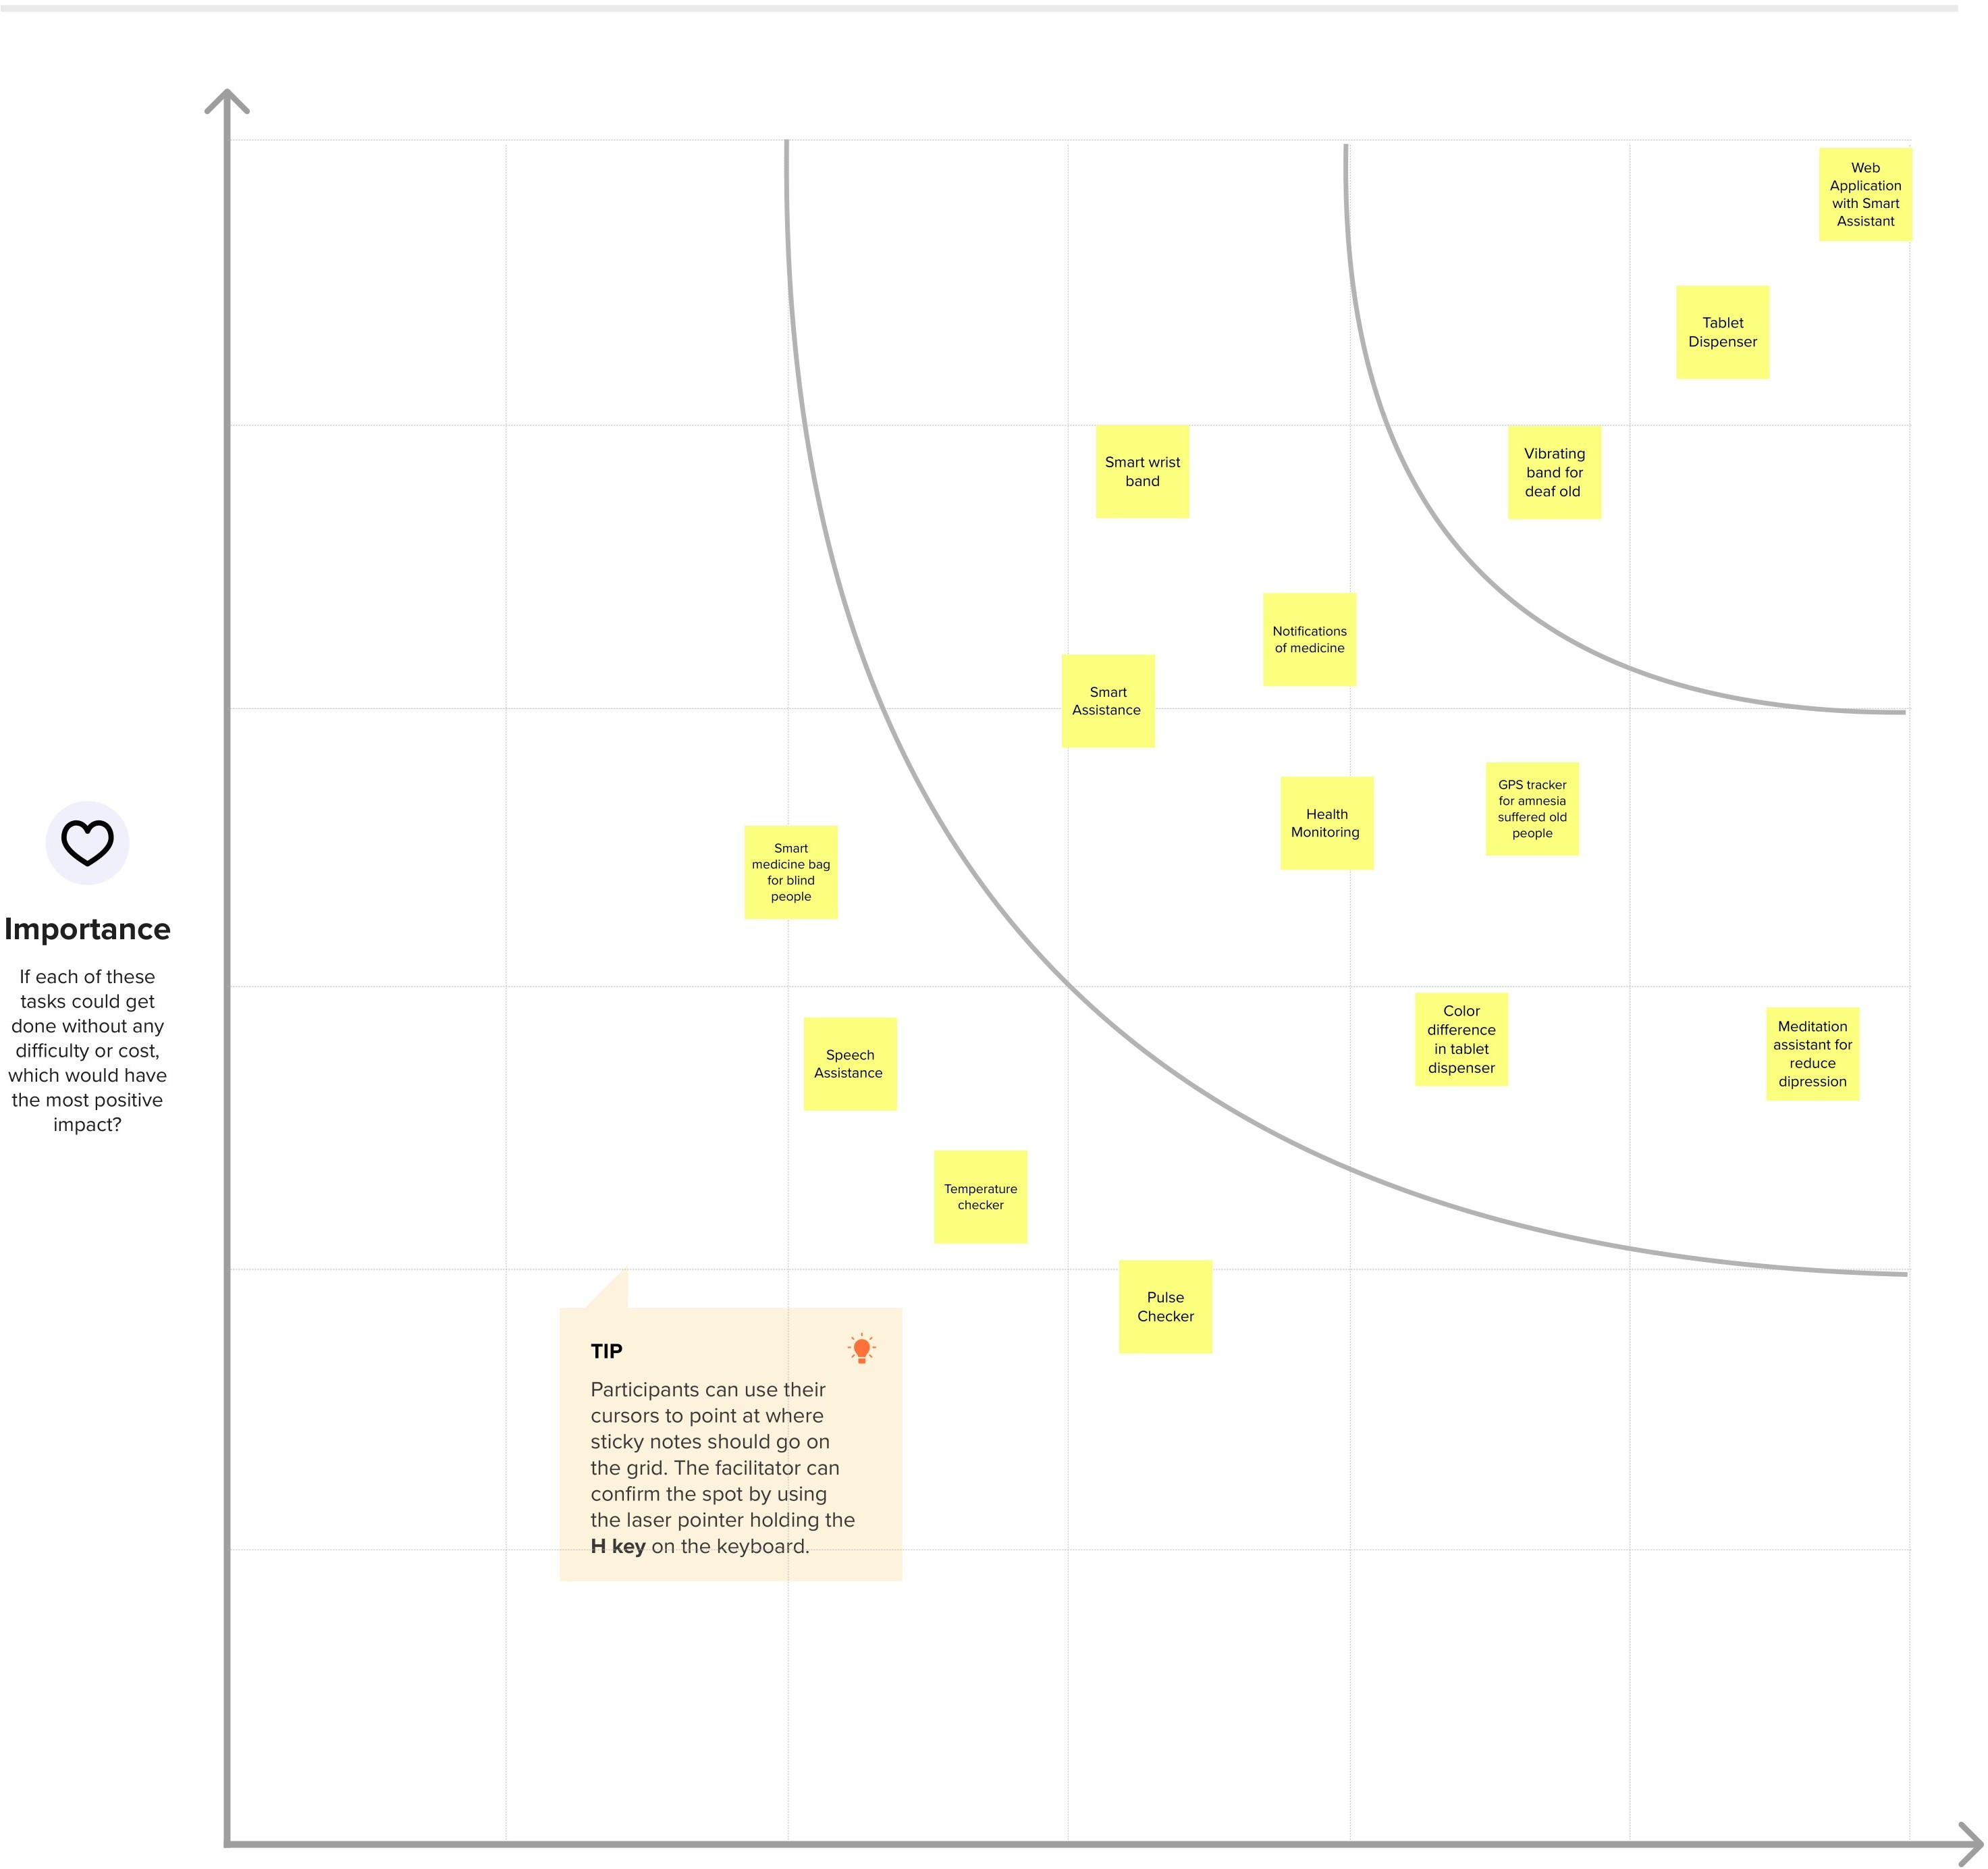 Web
Application
with Smart
Assistant
Tablet
Dispenser
Smart wrist
band
Vibrating
band for
deaf old
Notifications
of medicine
Smart
Assistance
GPS tracker
for amnesia
suffered old
people
Health
Monitoring
Smart
medicine bag
for blind
people
Importance
If each of these
tasks could get
done without any
difficulty or cost,
which would have
the most positive
impact?
Color
difference
in tablet
dispenser
Meditation
assistant for
reduce
dipression
Speech
Assistance
Temperature
checker
Pulse
Checker
TIP
Participants can use their
cursors to point at where
sticky notes should go on
the grid. The facilitator can
confirm the spot by using
the laser pointer holding the
H key on the keyboard.